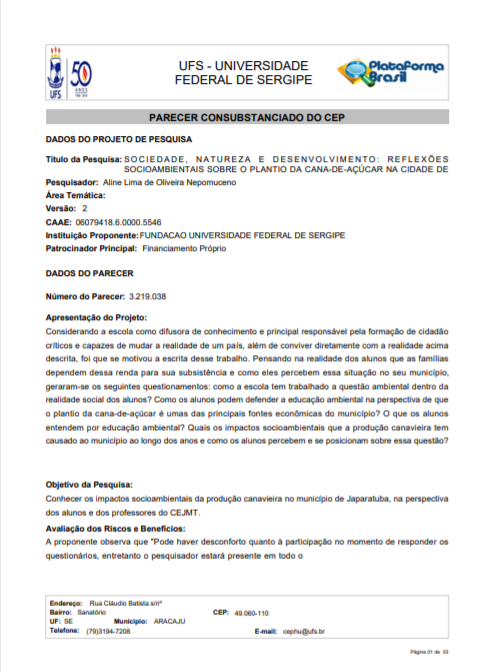 UFS
50
ANOS
UFS - UNIVERSIDADE
FEDERAL DE SERGIPE
Plataforma
Brasil
PARECER CONSUBSTANCIADO DO CEP
DADOS DO PROJETO DE PESQUISA
Título da Pesquisa: SOCIEDADE, NATUREZA E DESENVOLVIMENTO: REFLEXÕES
SOCIOAMBIENTAIS SOBRE O PLANTIO DA CANA-DE-AÇÚCAR NA CIDADE DE
Pesquisador: Aline Lima de Oliveira Nepomuceno
Área Temática:
Versão: 2
CAAE: 06079418.6.0000.5546
Instituição Proponente: FUNDACAO UNIVERSIDADE FEDERAL DE SERGIPE
Patrocinador Principal: Financiamento Próprio
DADOS DO PARECER
Número do Parecer: 3.219.038
Apresentação do Projeto:
Considerando a escola como difusora de conhecimento e principal responsável pela formação de cidadão
críticos e capazes de mudar a realidade de um país, além de conviver diretamente com a realidade acima
descrita, foi que se motivou a escrita desse trabalho. Pensando na realidade dos alunos que as famílias
dependem dessa renda para sua subsistência e como eles percebem essa situação no seu município,
geraram-se os seguintes questionamentos: como a escola tem trabalhado a questão ambiental dentro da
realidade social dos alunos? Como os alunos podem defender a educação ambiental na perspectiva de que
o plantio da cana-de-açúcar é umas das principais fontes econômicas do município? O que os alunos
entendem por educação ambiental? Quais os impactos socioambientais que a produção canavieira tem
causado ao município ao longo dos anos e como os alunos percebem e se posicionam sobre essa questão?
Objetivo da Pesquisa:
Conhecer os impactos socioambientais da produção canavieira no município de Japaratuba, na perspectiva
dos alunos e dos professores do CEJMT.
Avaliação dos Riscos e Benefícios:
A proponente observa que "Pode haver desconforto quanto à participação no momento de responder os
questionários, entretanto o pesquisador estará presente em todo o
Endereço: Rua Cláudio Batista s/nº
Bairro: Sanatório CEP: 49.060-110
UF: SE Município: ARACAJU
Telefone: (79)3194-7208 E-mail: cephu@ufs.br
Página 01 de 03